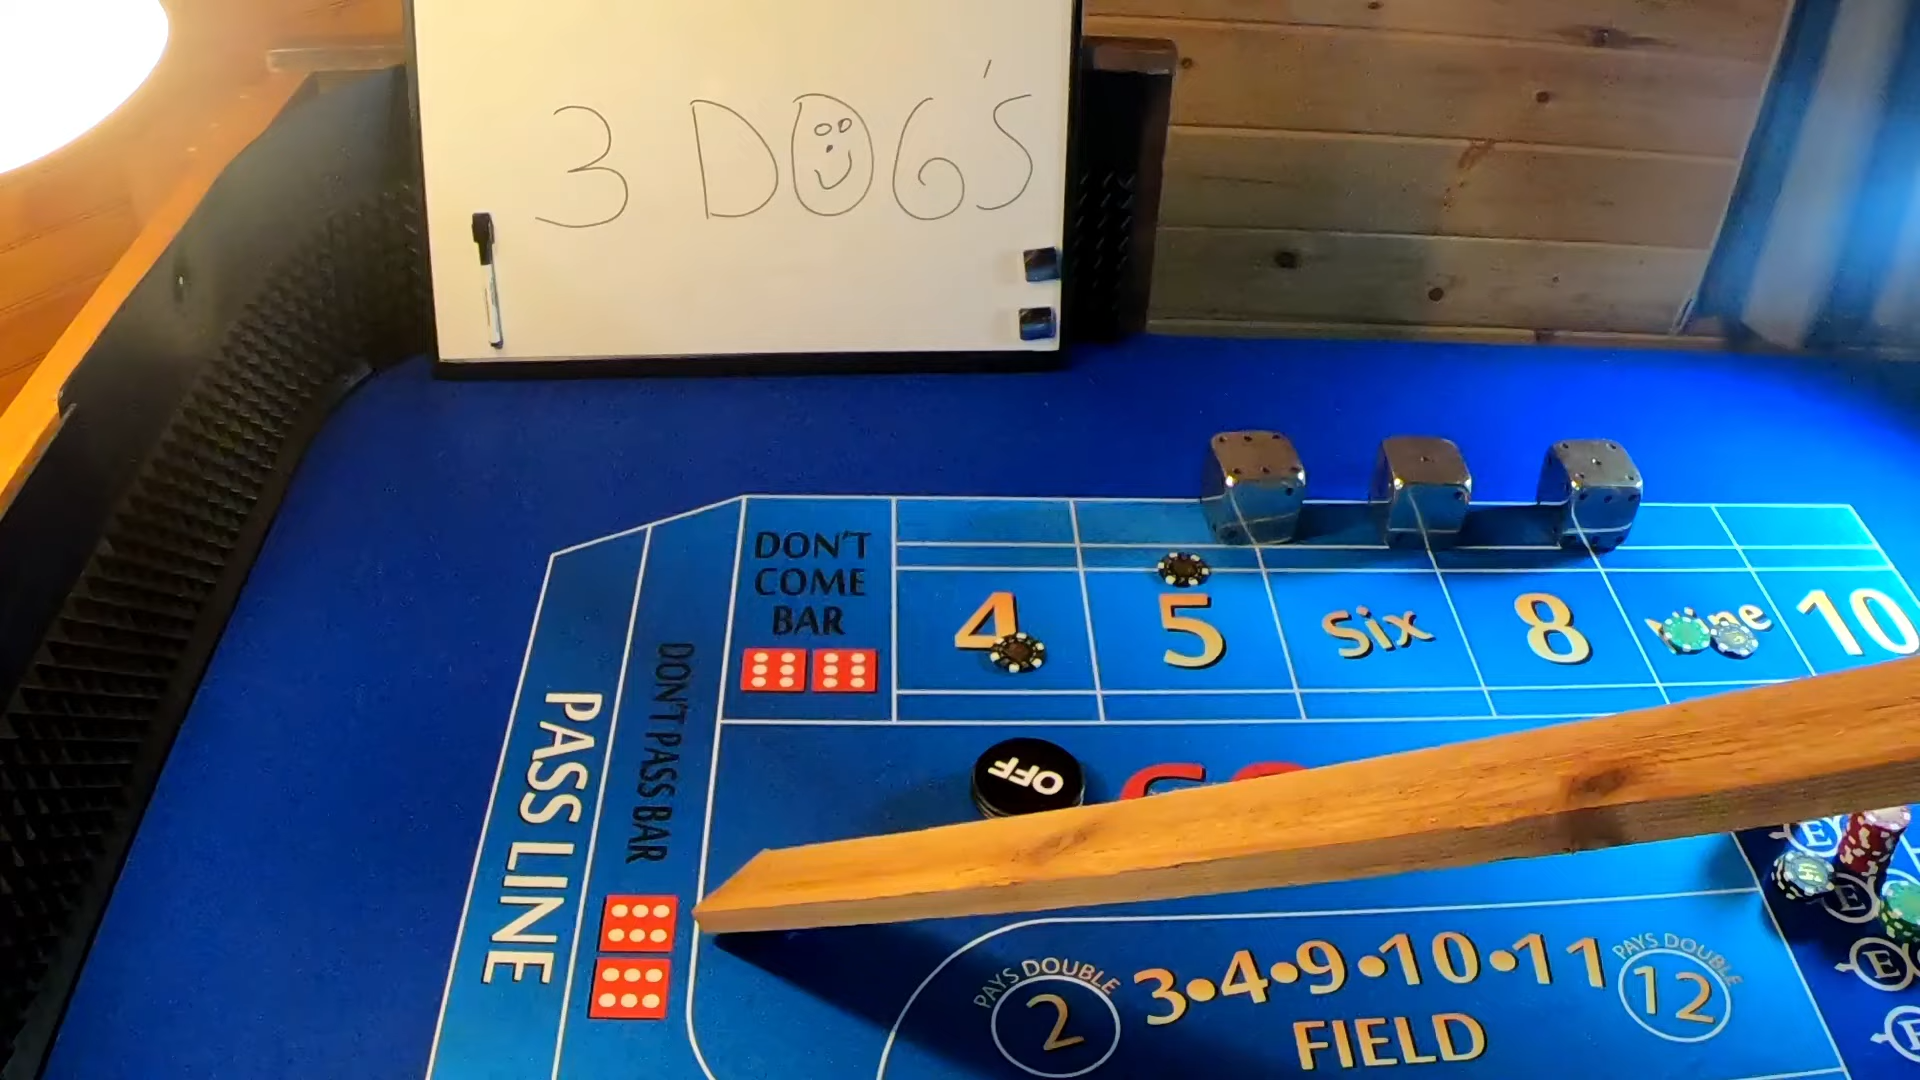 3 DOG'S
DON'T
COME
BAR
4
5
Six
8
Nine
10
PASS LINE
DON'T PASS BAR
OFF
E
E
E
E
PAYS DOUBLE
2
3•4•9•10•11
PAYS DOUBLE
12
FIELD